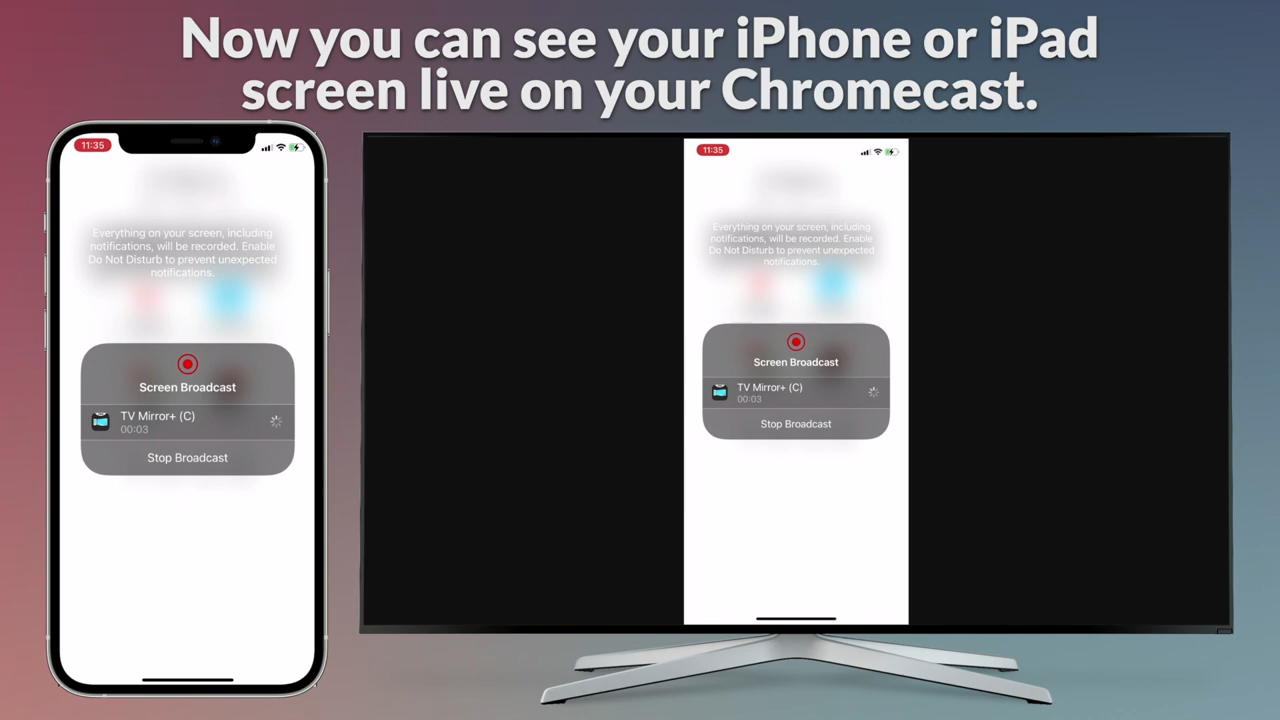 Now you can see your iPhone or iPad
screen live on your Chromecast.
11:35
Everything on your screen, including
notifications, will be recorded. Enable
Do Not Disturb to prevent unexpected
notifications.
Screen Broadcast
TV Mirror+ (C)
00:03
Stop Broadcast
11:35
Everything on your screen, including
notifications, will be recorded. Enable
Do Not Disturb to prevent unexpected
notifications.
Screen Broadcast
TV Mirror+ (C)
00:03
Stop Broadcast